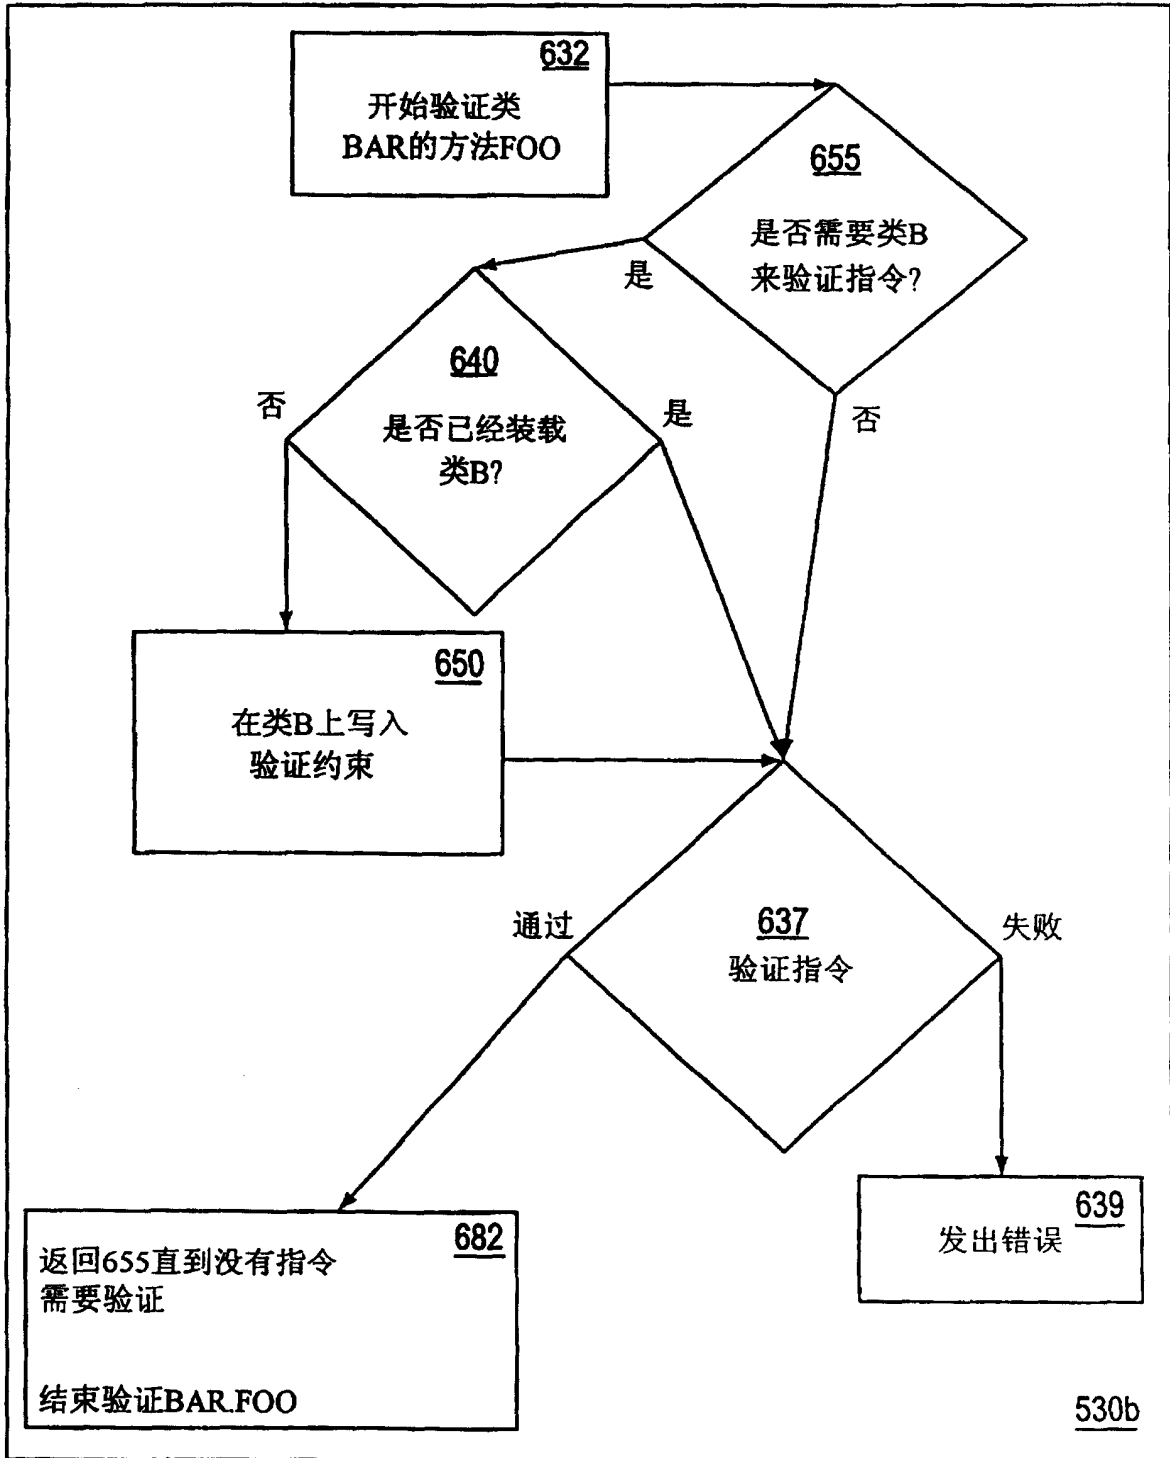 632
开始验证类
BAR的方法FOO
655
是否需要类B
来验证指令?
是
否
640
是否已经装载
类B?
否
是
650
在类B上写入
验证约束
637
验证指令
通过
失败
682
返回655直到没有指令
需要验证
结束验证BAR.FOO
639
发出错误
530b